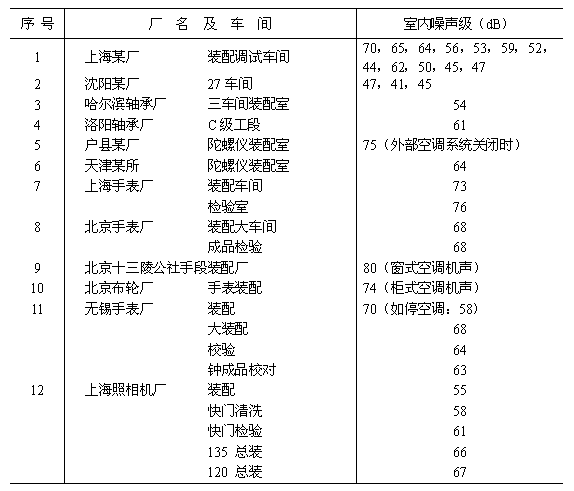 序 号 厂 名 及 车 间 室内噪声级（dB）
1 上海某厂 装配调试车间 70，65，64，56，53，59，52，
44，62，50，45，47
2 沈阳某厂 27 车间 47，41，45
3 哈尔滨轴承厂 三车间装配室 54
4 洛阳轴承厂 C 级工段 61
5 户县某厂 陀螺仪装配室 75（外部空调系统关闭时）
6 天津某所 陀螺仪装配室 64
7 上海手表厂 装配车间 73
检验室 76
8 北京手表厂 装配大车间 68
成品检验 68
9 北京十三陵公社手段装配厂 80（窗式空调机声）
10 北京布轮厂 手表装配 74（柜式空调机声）
11 无锡手表厂 装配 70（如停空调：58）
大装配 68
校验 64
钟成品校对 63
12 上海照相机厂 装配 55
快门清洗 58
快门检验 61
135 总装 66
120 总装 67